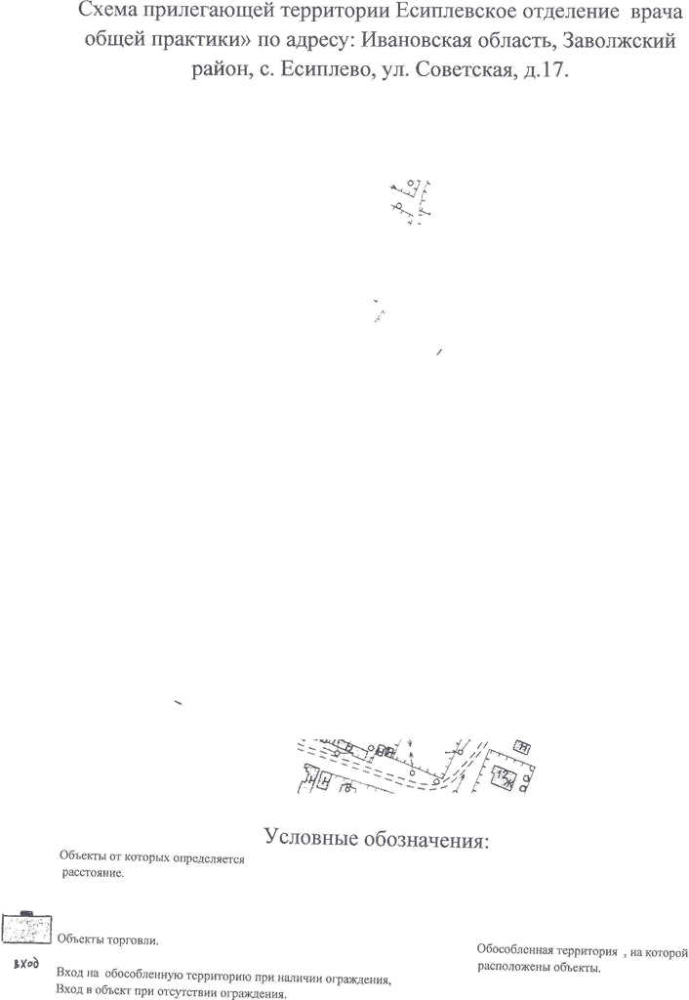 Схема прилегающей территории Есиплевское отделение врача
общей практики» по адресу: Ивановская область, Заволжский
район, с. Есиплево, ул. Советская, д.17.
12
Ж
Н
Условные обозначения:
Объекты от которых определяется
расстояние.
Объекты торговли.
Обособленная территория , на которой
расположены объекты.
вход
Вход на обособленную территорию при наличии ограждения,
Вход в объект при отсутствии ограждения.